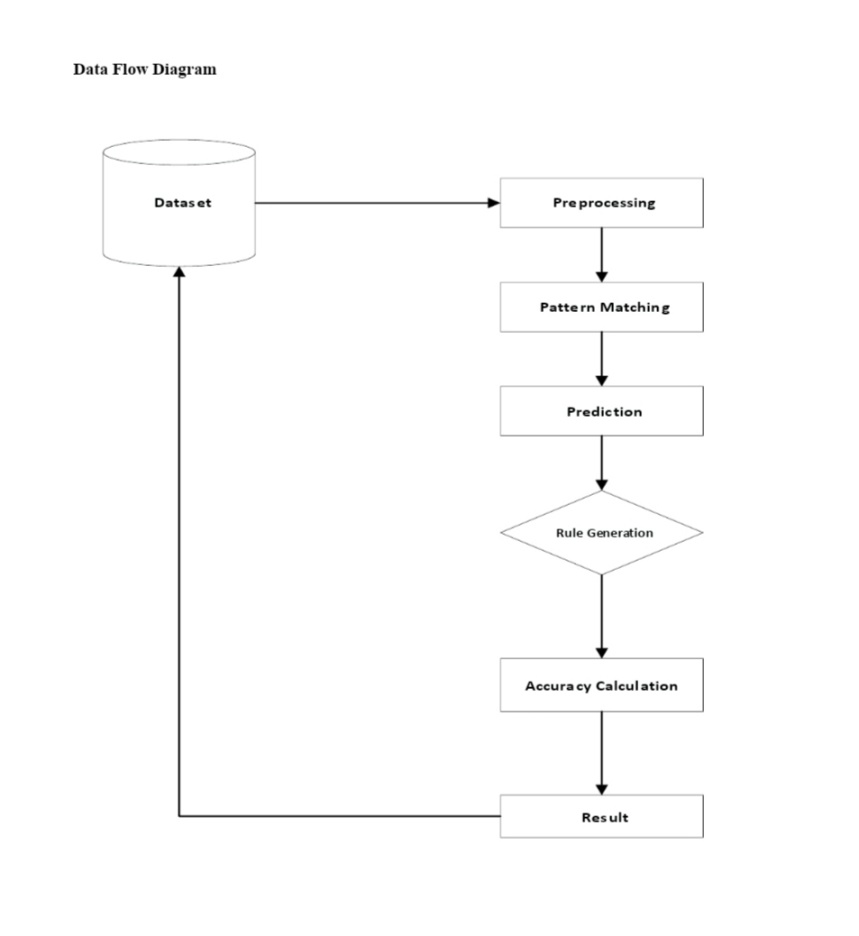 Data Flow Diagram
Dataset
Preprocessing
Pattern Matching
Prediction
Rule Generation
Accuracy Calculation
Result